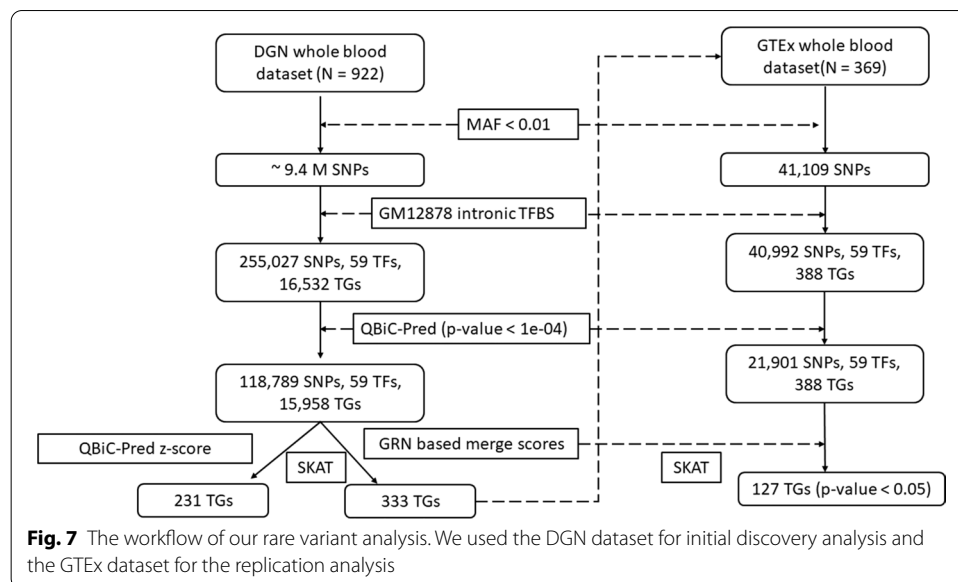 DGN whole blood
dataset (N = 922)
GTEx whole blood
dataset(N = 369)
MAF < 0.01
~ 9.4 M SNPs
41,109 SNPs
GM12878 intronic TFBS
255,027 SNPs, 59 TFs,
16,532 TGs
40,992 SNPs, 59 TFs,
388 TGs
QBiC-Pred (p-value < 1e-04)
118,789 SNPs, 59 TFs,
15,958 TGs
21,901 SNPs, 59 TFs,
388 TGs
QBiC-Pred z-score
GRN based merge scores
SKAT
SKAT
231 TGs
333 TGs
127 TGs (p-value < 0.05)
Fig. 7 The workflow of our rare variant analysis. We used the DGN dataset for initial discovery analysis and
the GTEx dataset for the replication analysis